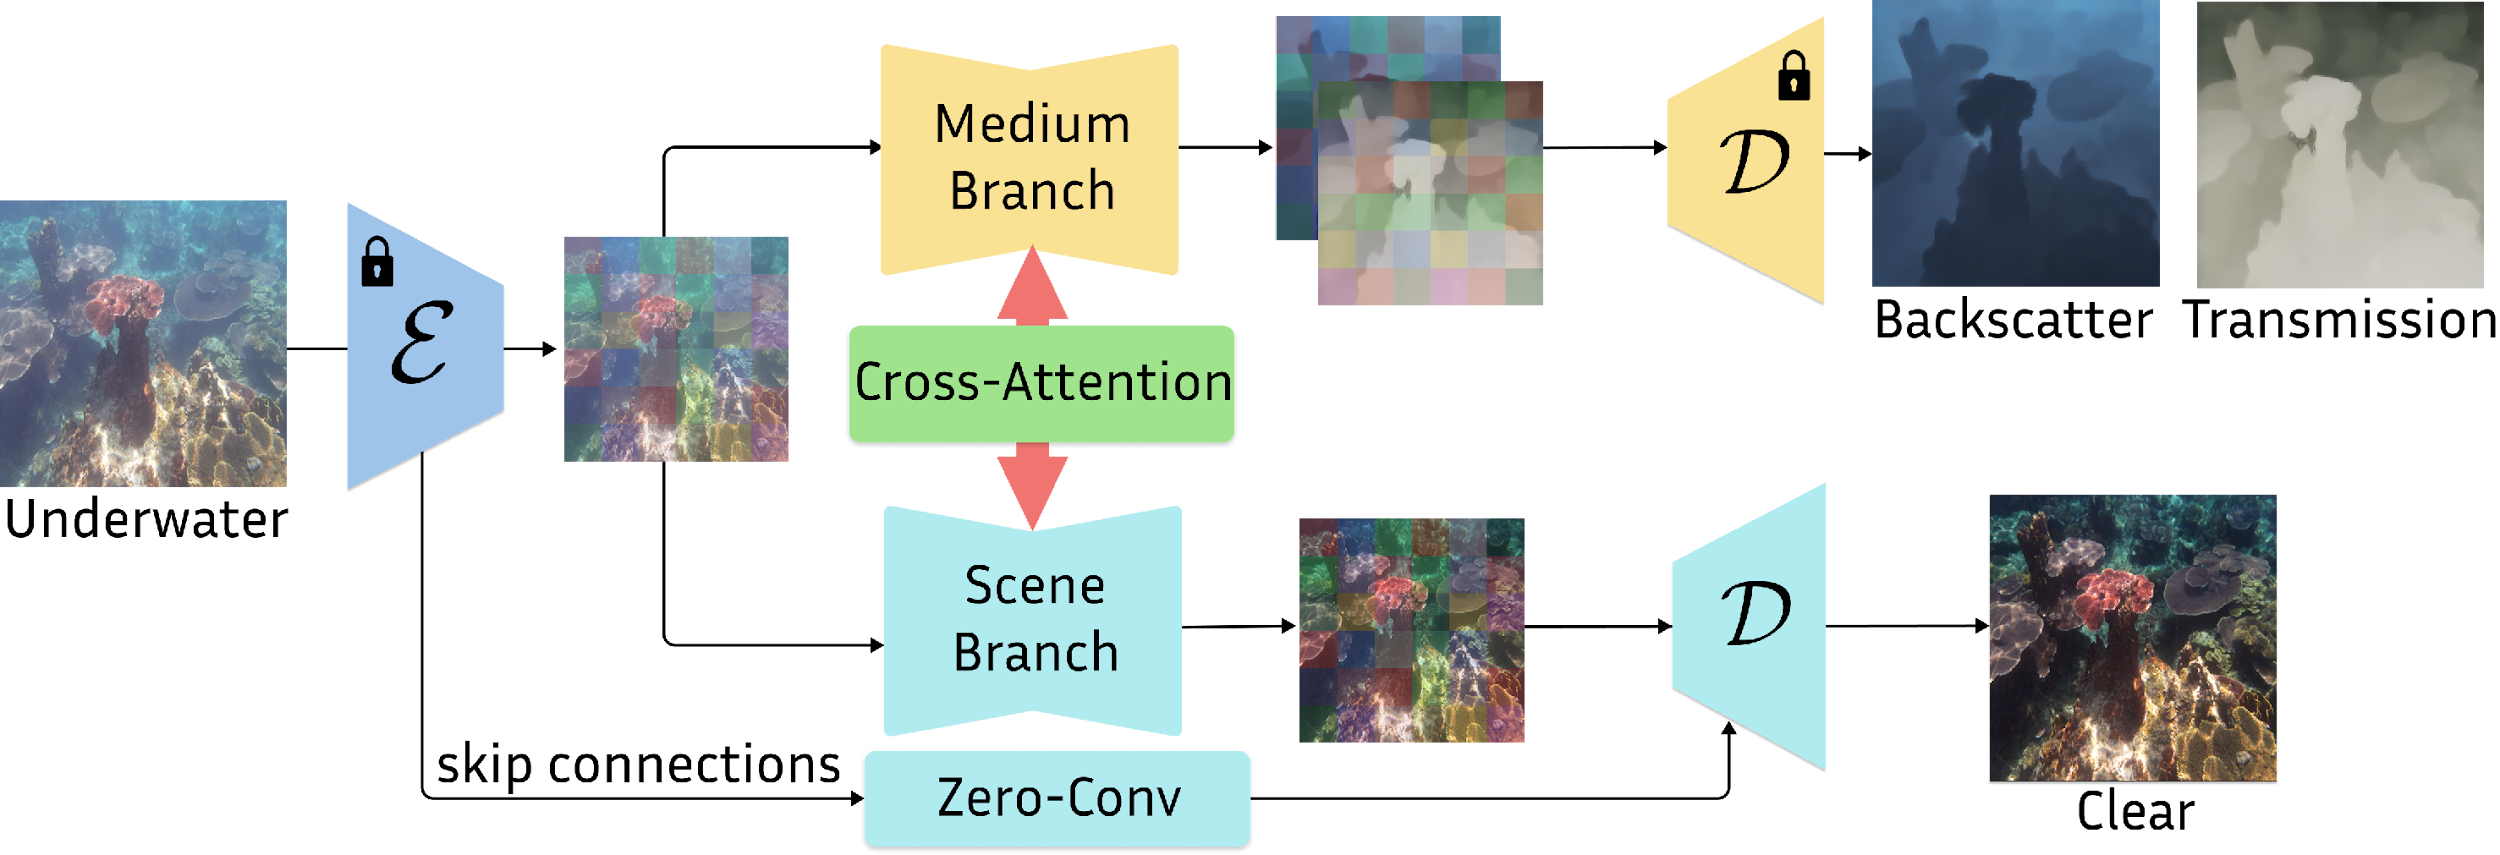 Medium
Branch
𝒟
Backscatter
Transmission
ℰ
Underwater
Cross-Attention
Scene
Branch
𝒟
skip connections
Zero-Conv
Clear